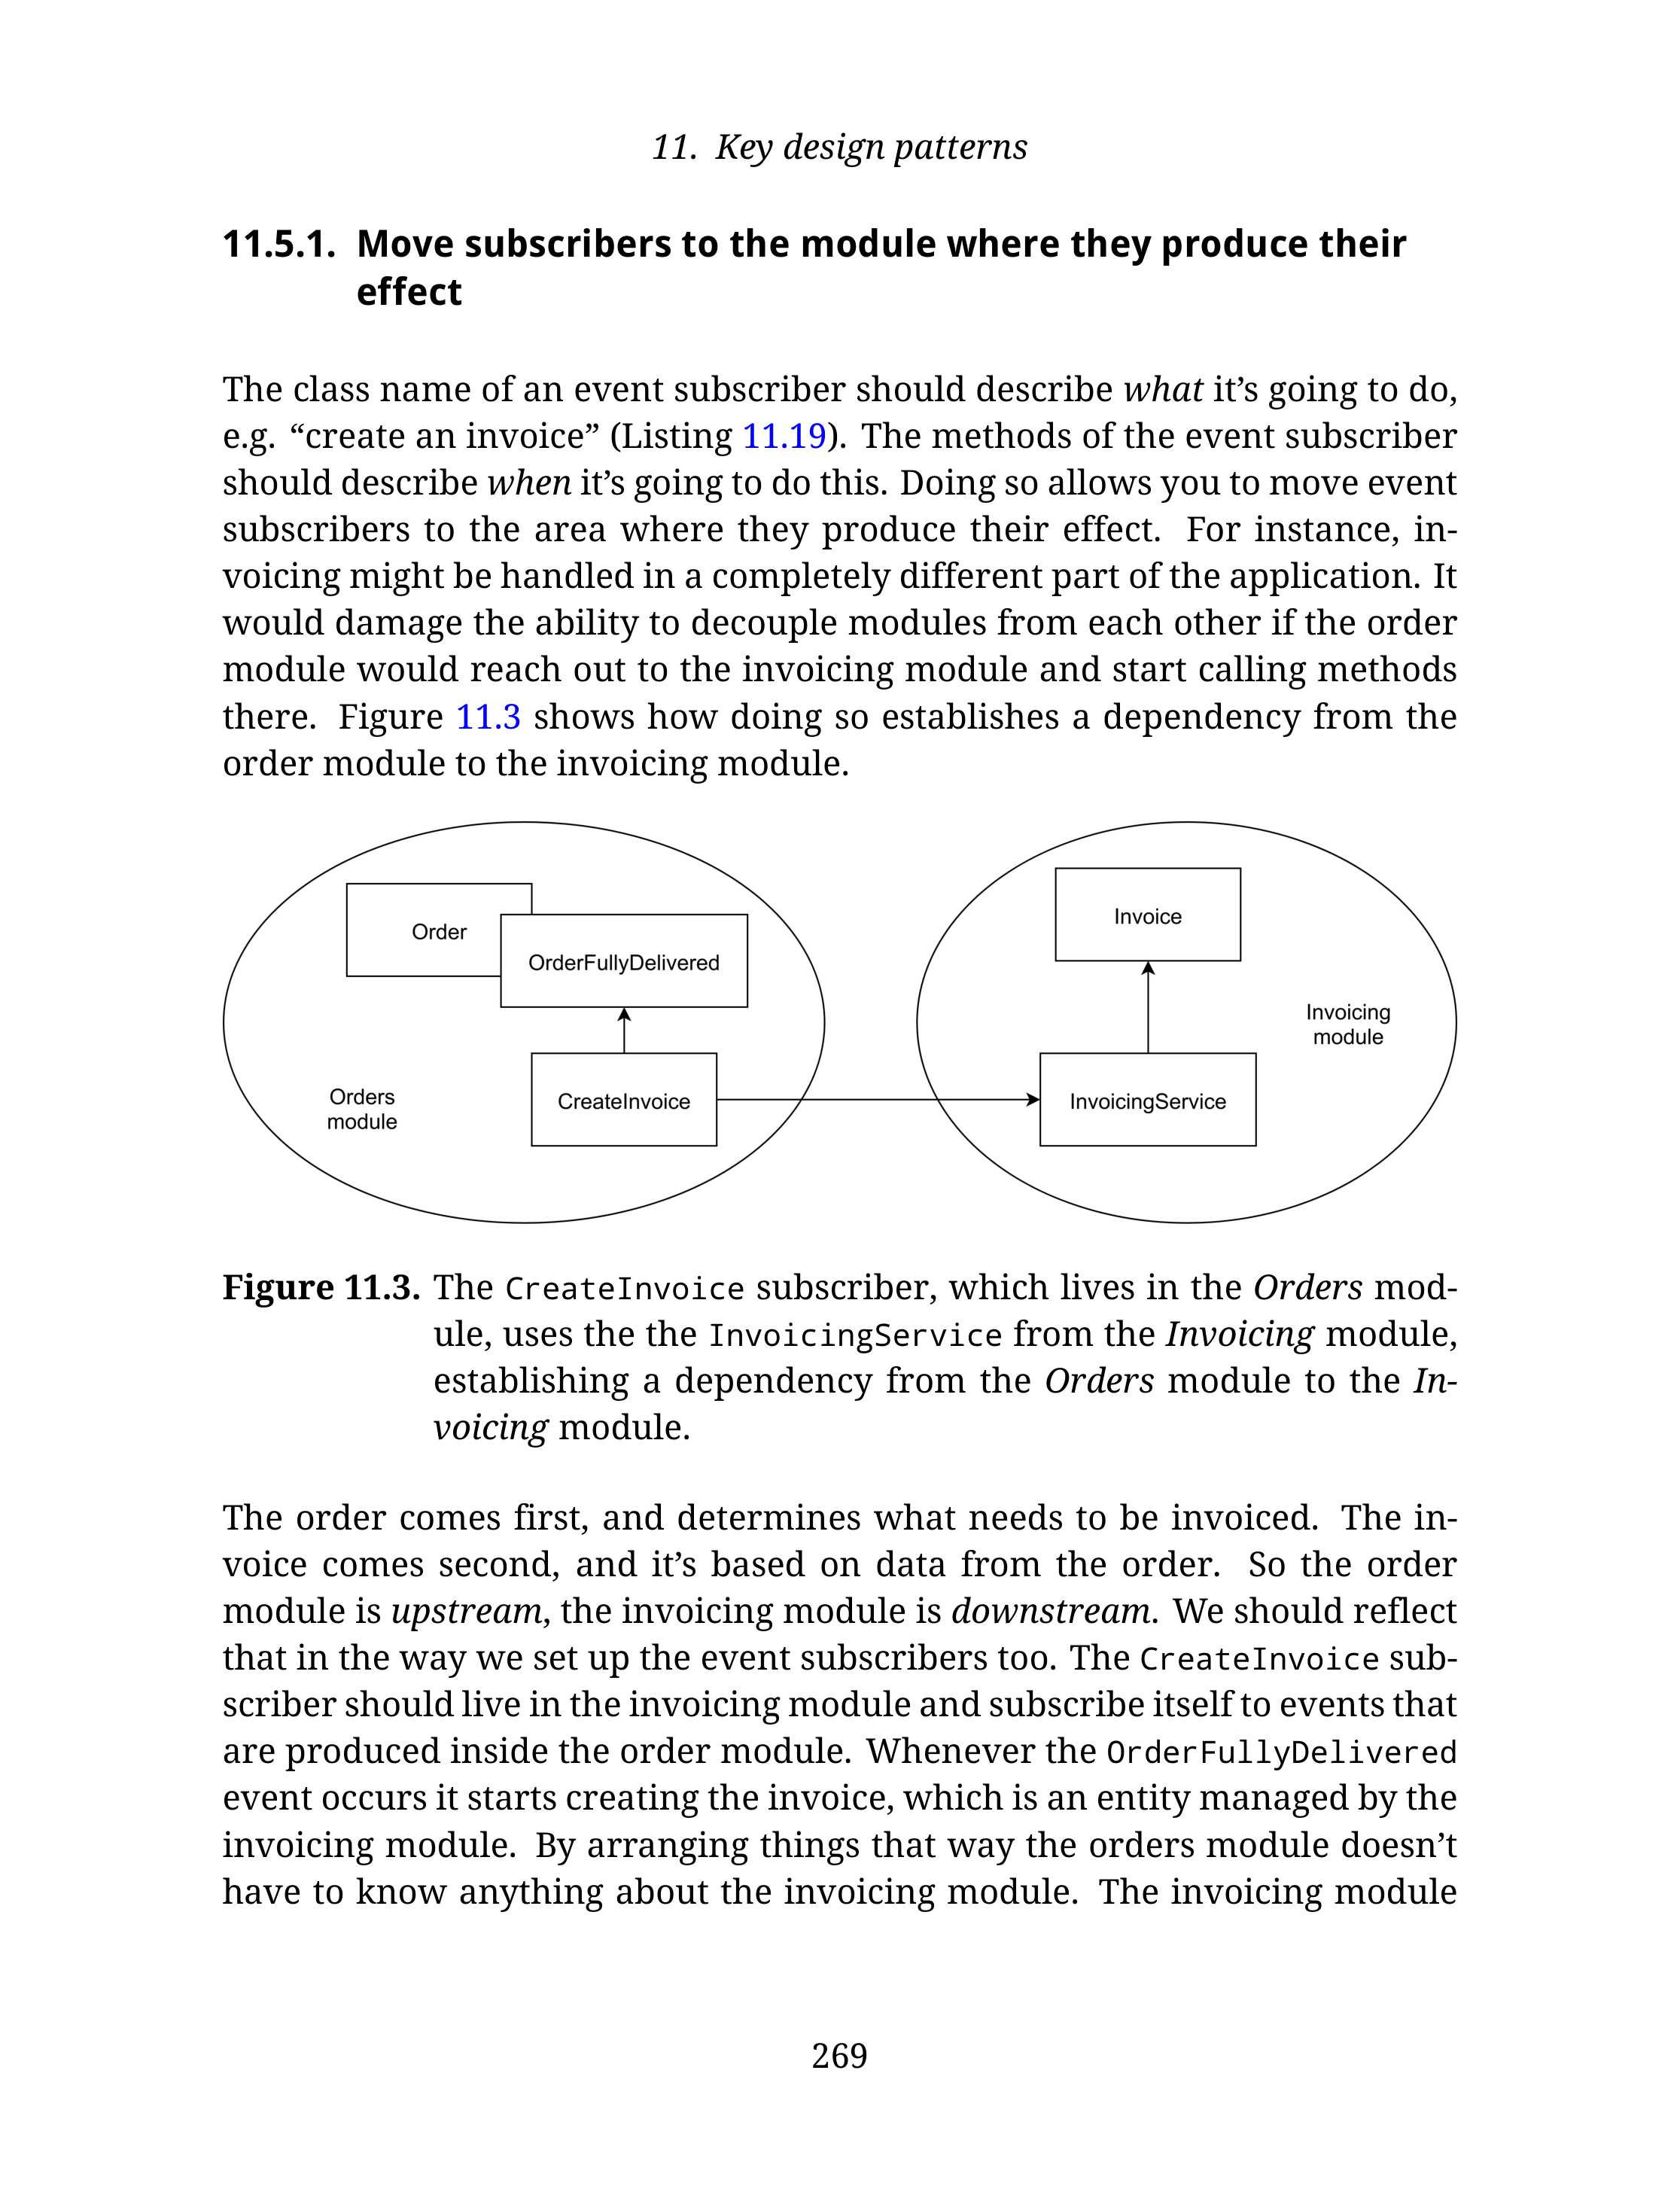 11. Key design patterns
11.5.1. Move subscribers to the module where they produce their
effect
The class name of an event subscriber should describe what it’s going to do,
e.g. “create an invoice” (Listing 11.19). The methods of the event subscriber
should describe when it’s going to do this. Doing so allows you to move event
subscribers to the area where they produce their effect. For instance, in-
voicing might be handled in a completely different part of the application. It
would damage the ability to decouple modules from each other if the order
module would reach out to the invoicing module and start calling methods
there. Figure 11.3 shows how doing so establishes a dependency from the
order module to the invoicing module.
Order
OrderFullyDelivered
CreateInvoice
Orders
module
Invoice
Invoicing
module
InvoicingService
Figure 11.3. The CreateInvoice subscriber, which lives in the Orders mod-
ule, uses the the InvoicingService from the Invoicing module,
establishing a dependency from the Orders module to the In-
voicing module.
The order comes first, and determines what needs to be invoiced. The in-
voice comes second, and it’s based on data from the order. So the order
module is upstream, the invoicing module is downstream. We should reflect
that in the way we set up the event subscribers too. The CreateInvoice sub-
scriber should live in the invoicing module and subscribe itself to events that
are produced inside the order module. Whenever the OrderFullyDelivered
event occurs it starts creating the invoice, which is an entity managed by the
invoicing module. By arranging things that way the orders module doesn’t
have to know anything about the invoicing module. The invoicing module
269